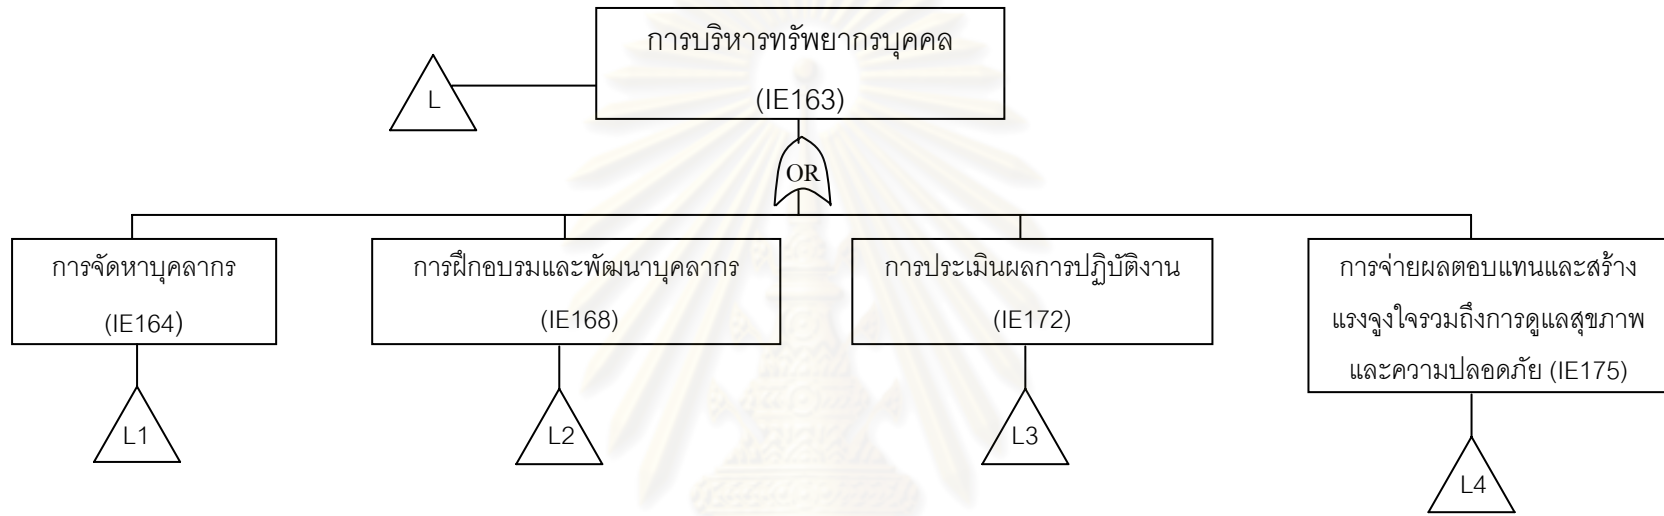 การบริหารทรัพยากรบุคคล
(IE163)
L
OR
การจัดหาบุคลากร
(IE164)
การฝึกอบรมและพัฒนาบุคลากร
(IE168)
การประเมินผลการปฏิบัติงาน
(IE172)
การจ่ายผลตอบแทนและสร้าง
แรงจูงใจรวมถึงการดูแลสุขภาพ
และความปลอดภัย (IE175)
L1
L2
L3
L4